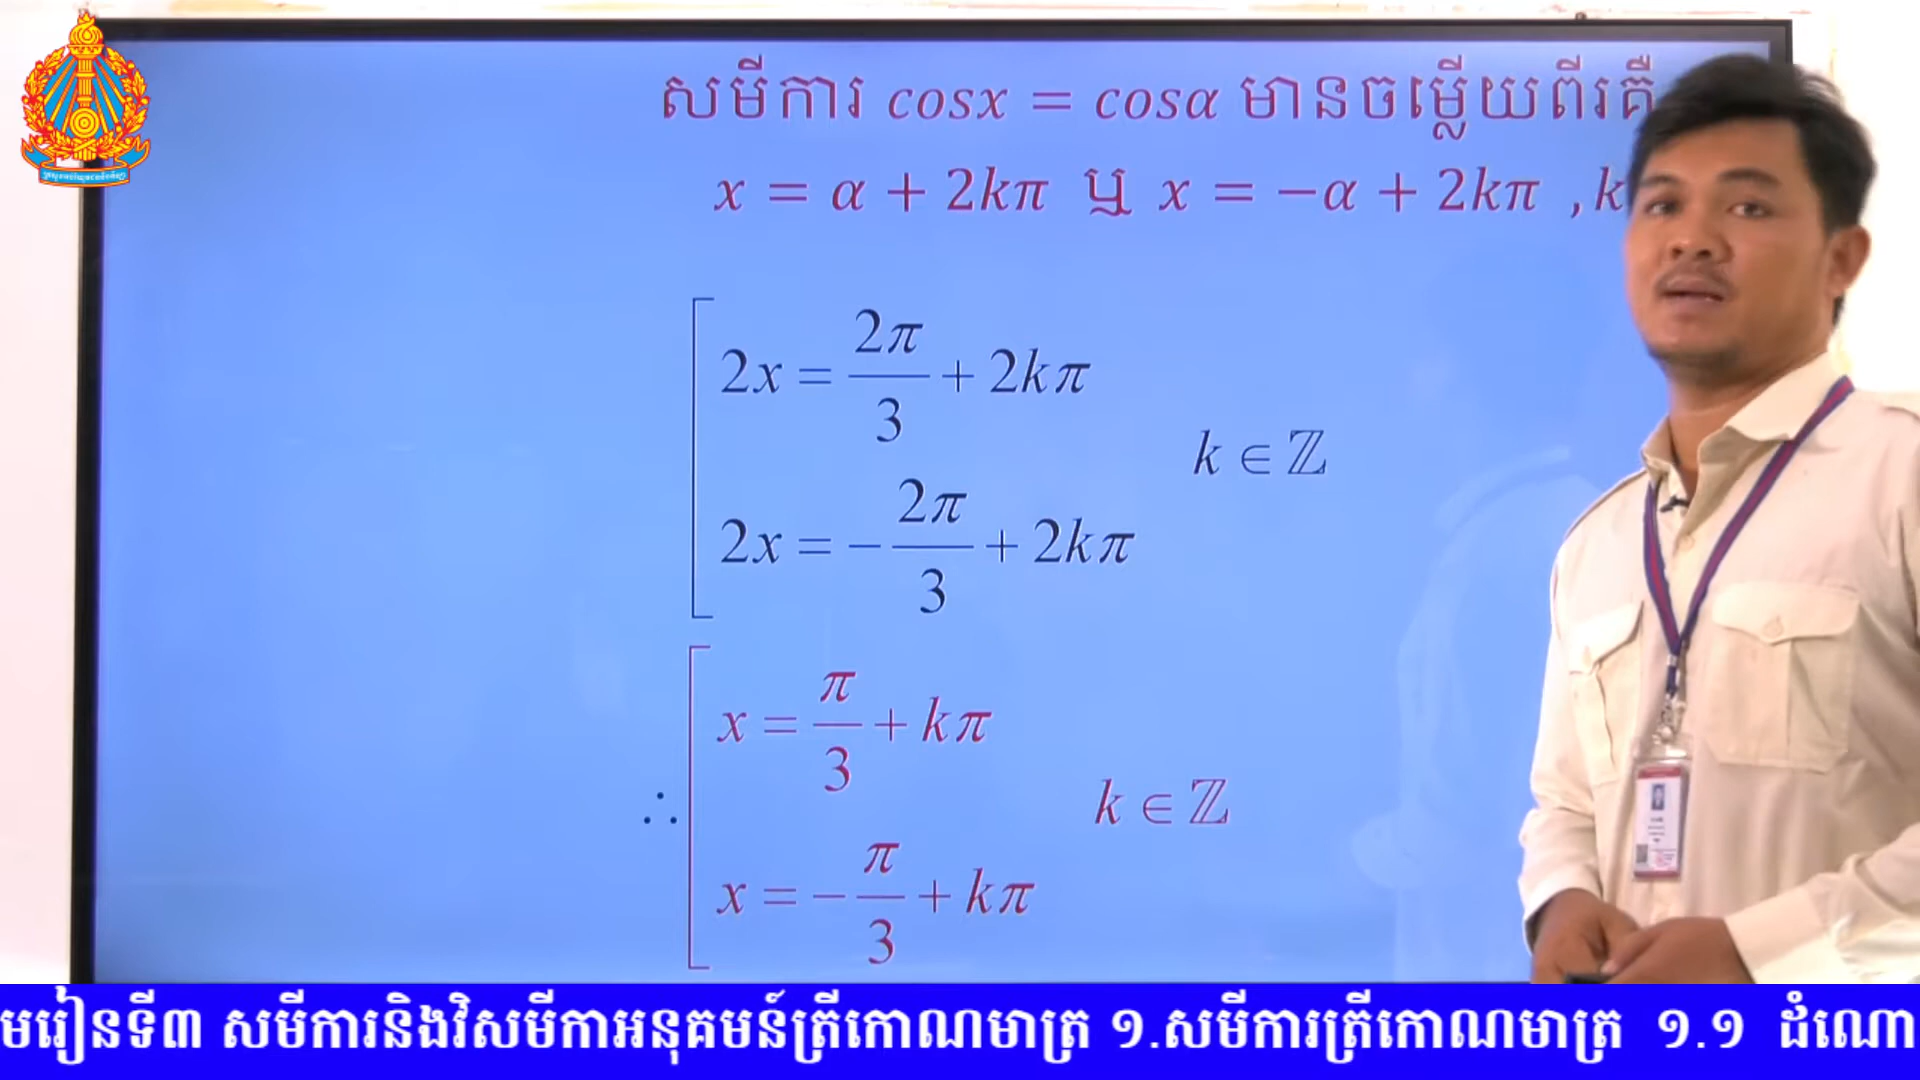 សមីការ cosx = cosα មានចម្លើយពីរគឺ
x = α + 2kπ ឬ x = −α + 2kπ , k
2x = 2π/3 + 2kπ
k ∈ ℤ
2x = − 2π/3 + 2kπ
x = π/3 + kπ
∴ k ∈ ℤ
x = − π/3 + kπ
មរៀនទី៣ សមីការនិងវិសមីកាអនុគមន៍ត្រីកោណមាត្រ ១.សមីការត្រីកោណមាត្រ ១.១ ដំណោ